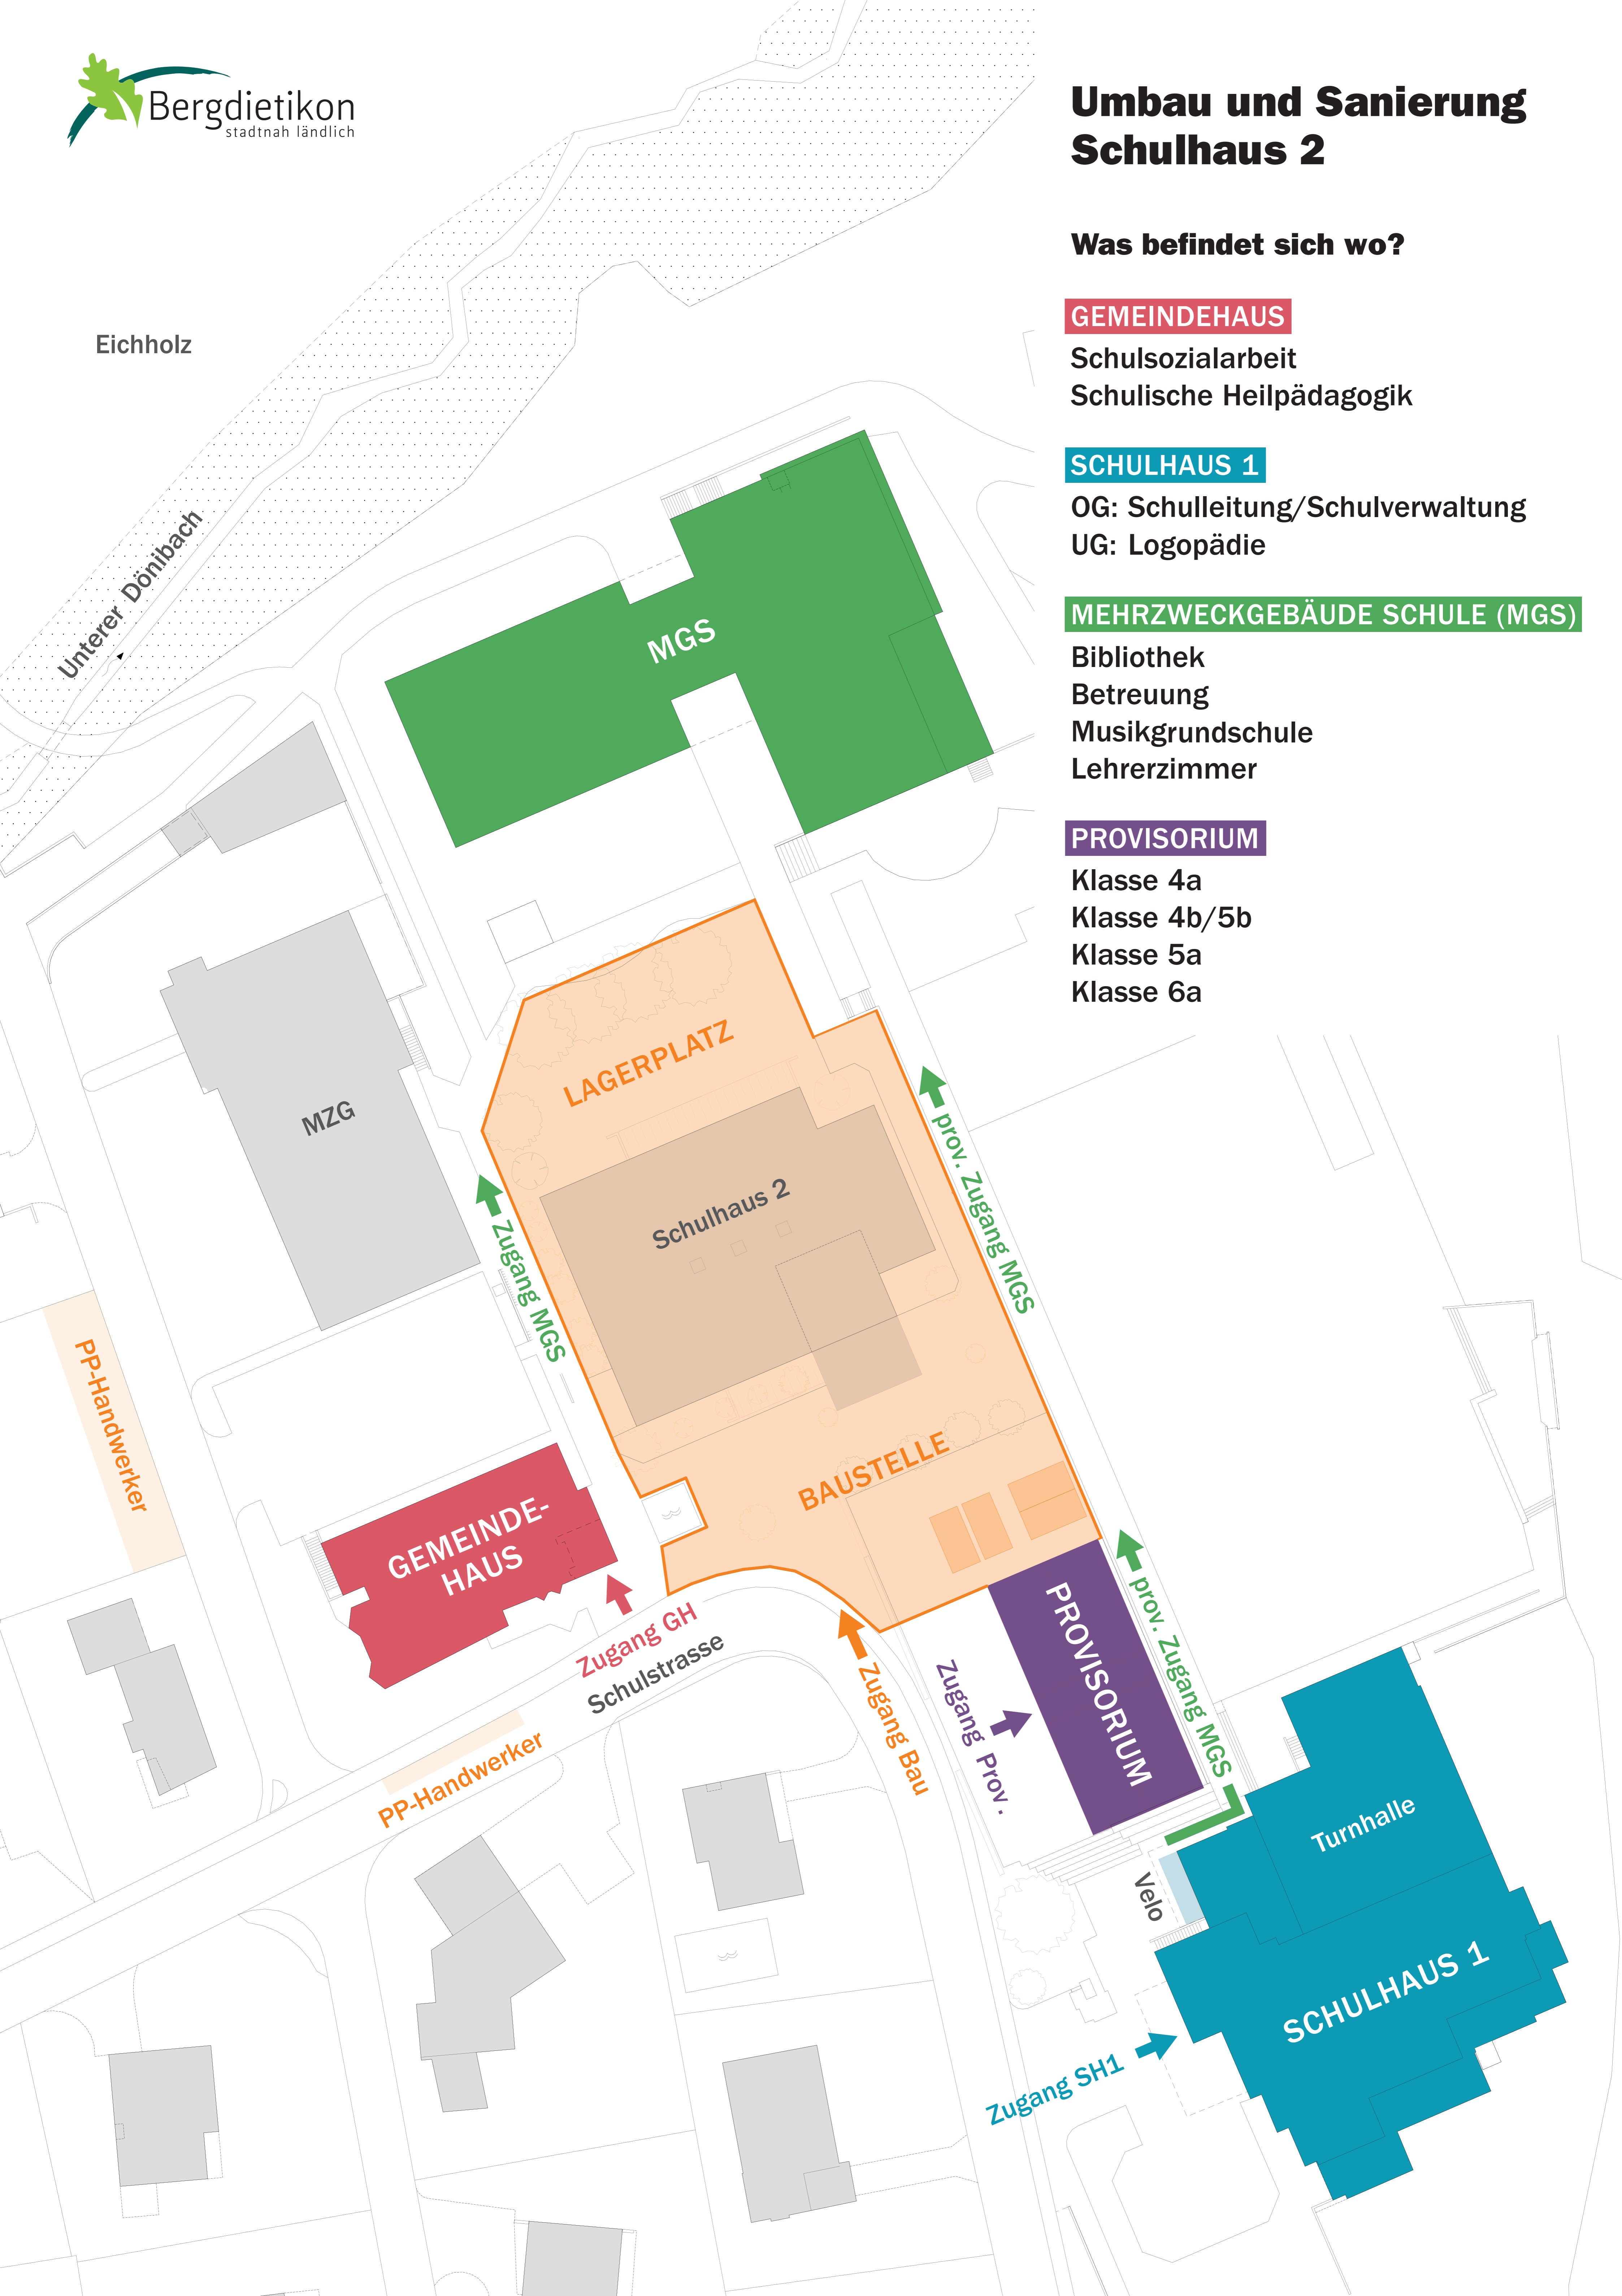 Bergdietikon
stadtnah ländlich
Umbau und Sanierung
Schulhaus 2
Was befindet sich wo?
GEMEINDEHAUS
Schulsozialarbeit
Schulische Heilpädagogik
SCHULHAUS 1
OG: Schulleitung/Schulverwaltung
UG: Logopädie
MEHRZWECKGEBÄUDE SCHULE (MGS)
Bibliothek
Betreuung
Musikgrundschule
Lehrerzimmer
PROVISORIUM
Klasse 4a
Klasse 4b/5b
Klasse 5a
Klasse 6a
Eichholz
Unterer Dönibach
MGS
LAGERPLATZ
MZG
Schulhaus 2
prov. Zugang MGS
Zugang MGS
PP-Handwerker
BAUSTELLE
GEMEINDE-
HAUS
Zugang GH
Schulstrasse
PP-Handwerker
Zugang Bau
Zugang Prov.
PROVISORIUM
prov. Zugang MGS
Turnhalle
Velo
SCHULHAUS 1
Zugang SH1